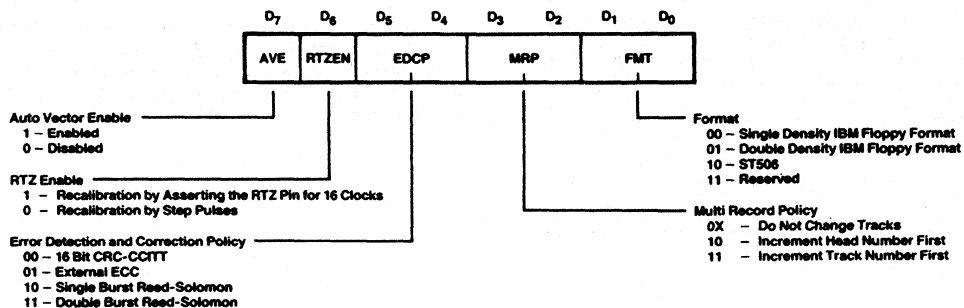 D7 D6 D5 D4 D3 D2 D1 D0
AVE RTZEN EDCP MRP FMT
Auto Vector Enable
1 – Enabled
0 – Disabled
RTZ Enable
1 – Recalibration by Asserting the RTZ Pin for 16 Clocks
0 – Recalibration by Step Pulses
Error Detection and Correction Policy
00 – 16 Bit CRC-CCITT
01 – External ECC
10 – Single Burst Reed-Solomon
11 – Double Burst Reed-Solomon
Format
00 – Single Density IBM Floppy Format
01 – Double Density IBM Floppy Format
10 – ST506
11 – Reserved
Multi Record Policy
0X – Do Not Change Tracks
10 – Increment Head Number First
11 – Increment Track Number First